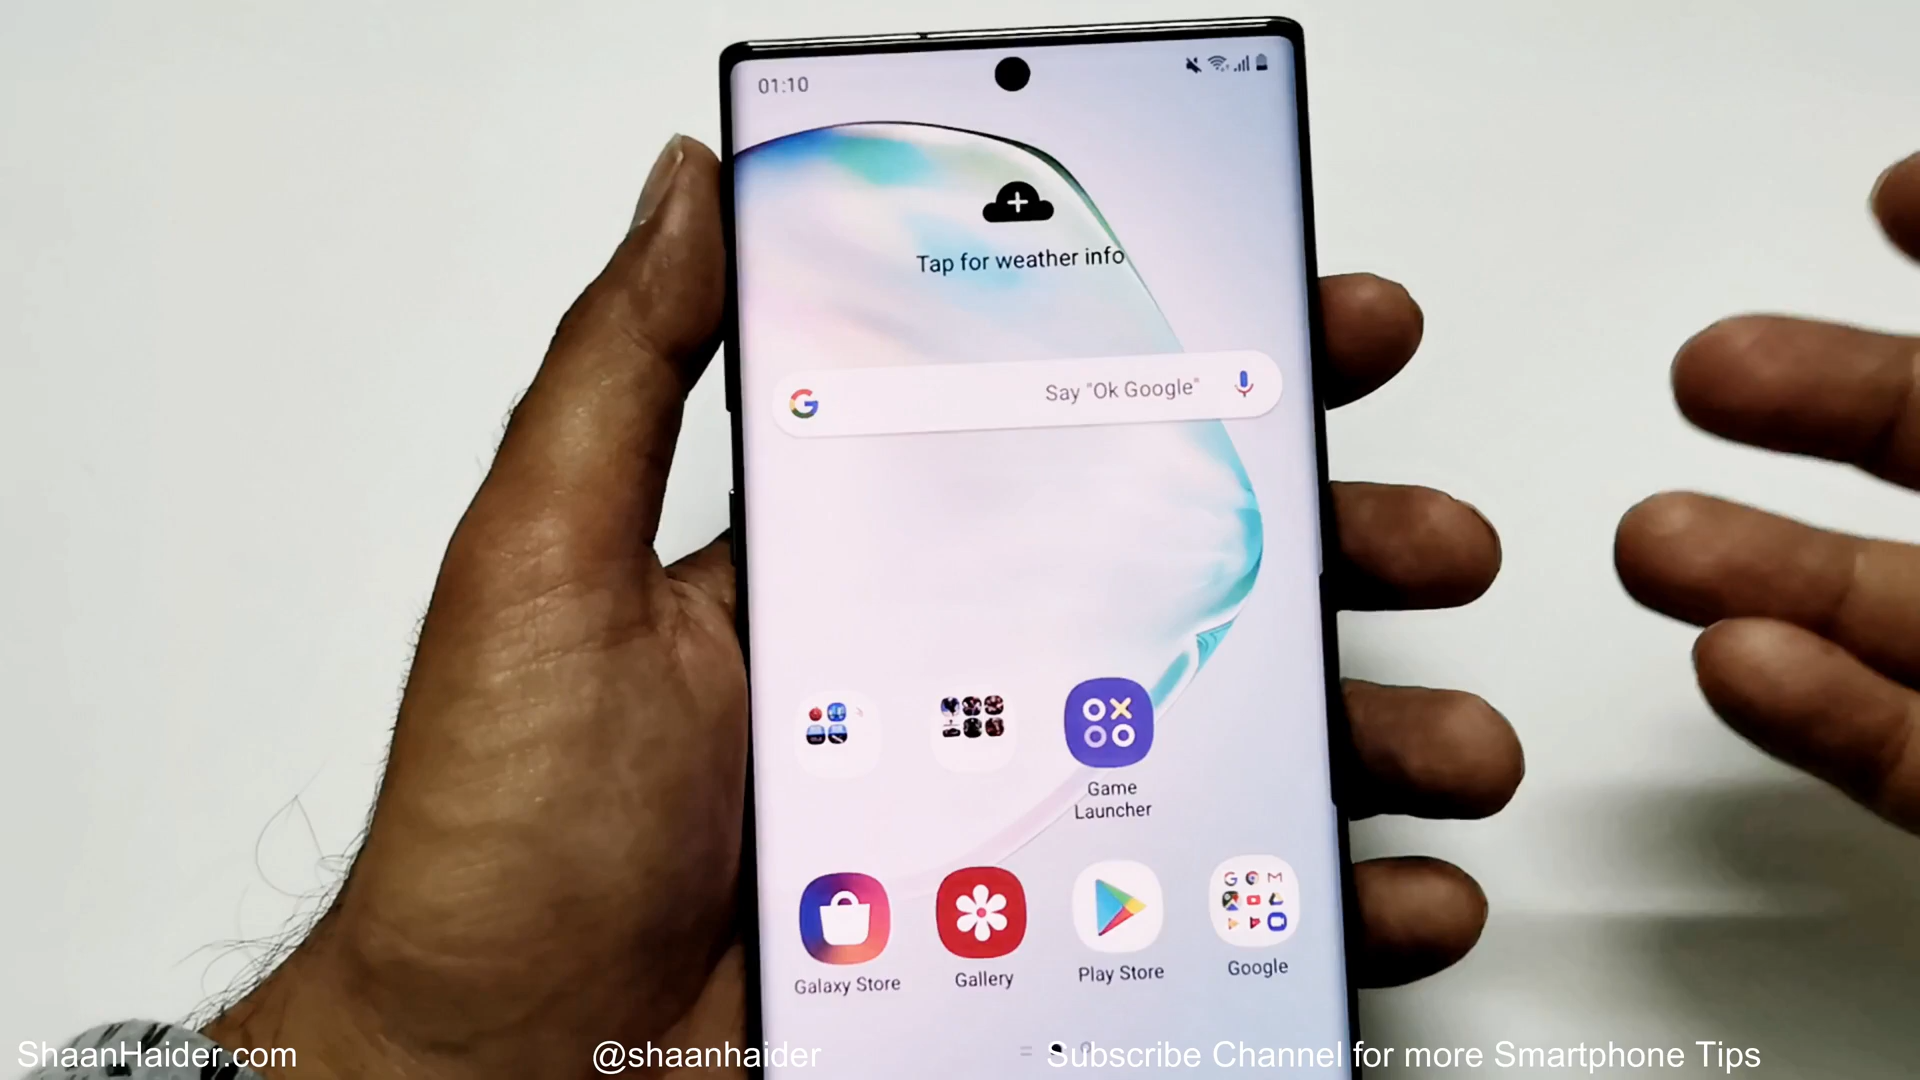 01:10
Tap for weather info
Say "Ok Google"
Game
Launcher
Galaxy Store
Gallery
Play Store
Google
ShaanHaider.com
@shaanhaider
Subscribe Channel for more Smartphone Tips